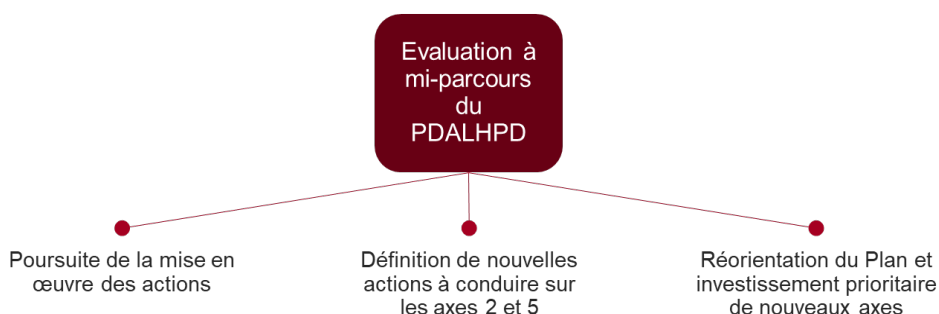 Evaluation à
mi-parcours
du
PDALHPD
Poursuite de la mise en
œuvre des actions
Définition de nouvelles
actions à conduire sur
les axes 2 et 5
Réorientation du Plan et
investissement prioritaire
de nouveaux axes